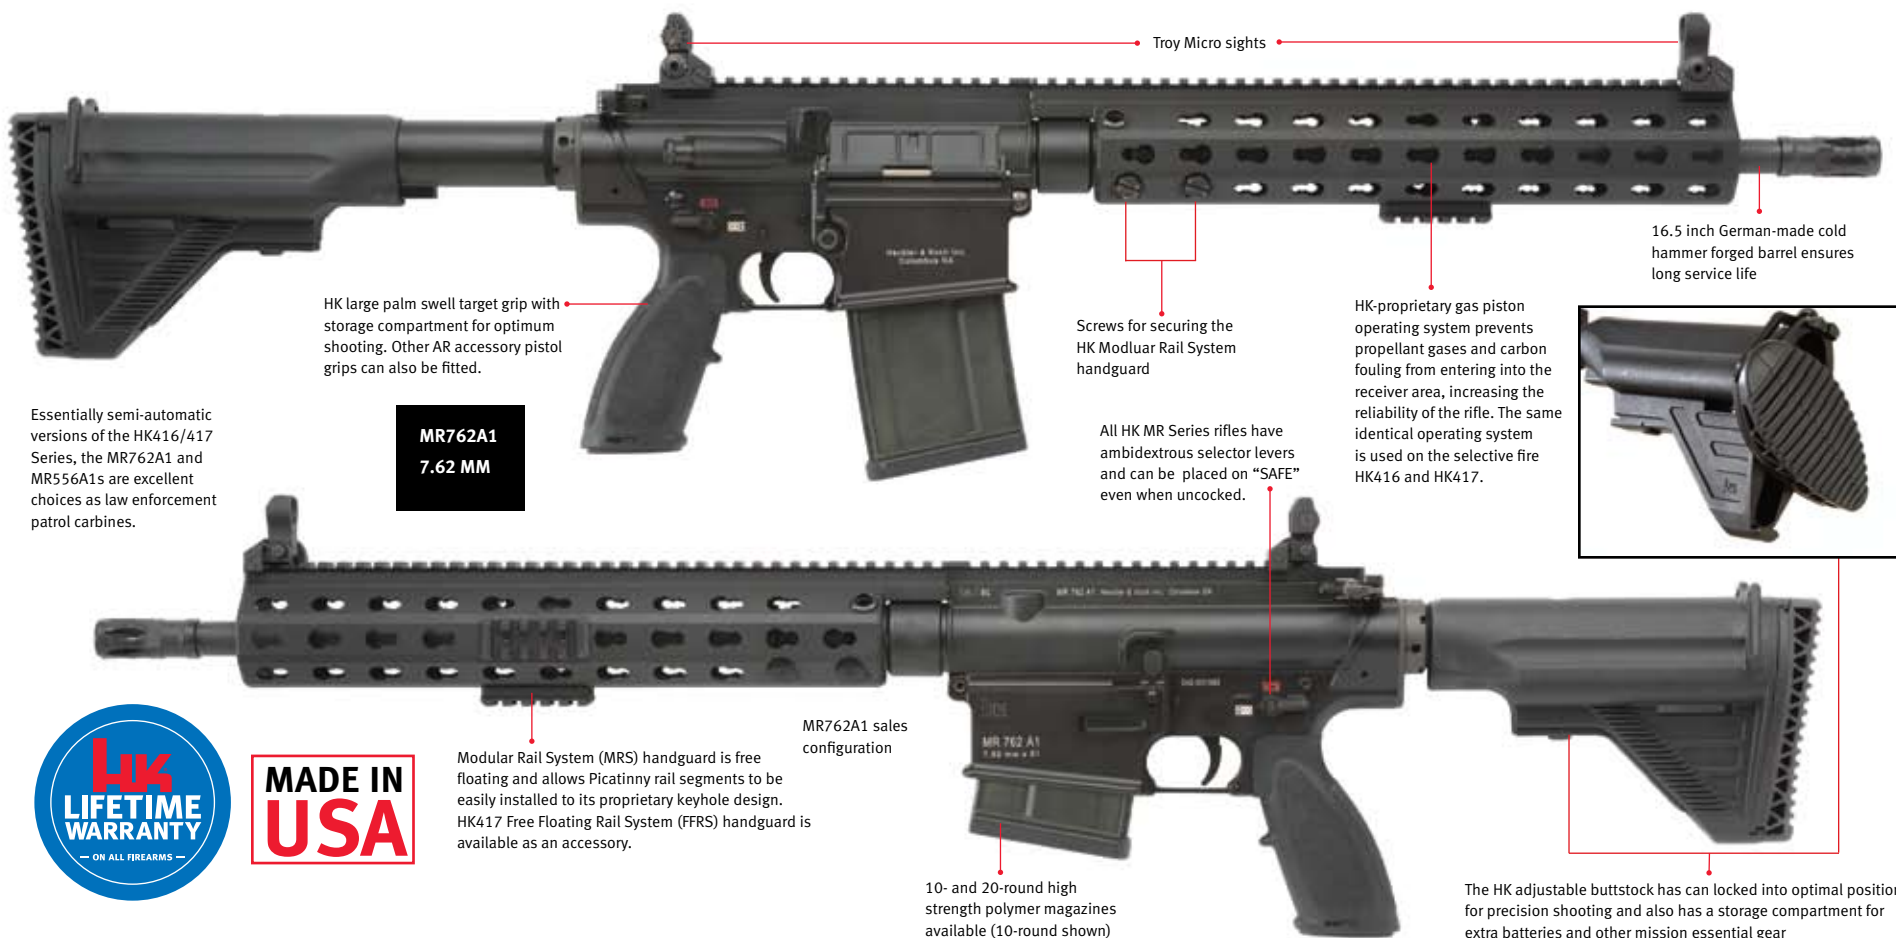 Troy Micro sights
16.5 inch German-made cold
hammer forged barrel ensures
long service life
HK large palm swell target grip with
storage compartment for optimum
shooting. Other AR accessory pistol
grips can also be fitted.
Heckler & Koch Inc.
Columbus GA
Screws for securing the
HK Modluar Rail System
handguard
HK-proprietary gas piston
operating system prevents
propellant gases and carbon
fouling from entering into the
receiver area, increasing the
reliability of the rifle. The same
identical operating system
is used on the selective fire
HK416 and HK417.
Essentially semi-automatic
versions of the HK416/417
Series, the MR762A1 and
MR556A1s are excellent
choices as law enforcement
patrol carbines.
MR762A1
7.62 MM
All HK MR Series rifles have
ambidextrous selector levers
and can be placed on “SAFE”
even when uncocked.
MR 762 A1
7.62 mm x 51
MR762A1 sales
configuration
Modular Rail System (MRS) handguard is free
floating and allows Picatinny rail segments to be
easily installed to its proprietary keyhole design.
HK417 Free Floating Rail System (FFRS) handguard is
available as an accessory.
HK
LIFETIME
WARRANTY
— ON ALL FIREARMS —
MADE IN
USA
10- and 20-round high
strength polymer magazines
available (10-round shown)
The HK adjustable buttstock has can locked into optimal position
for precision shooting and also has a storage compartment for
extra batteries and other mission essential gear